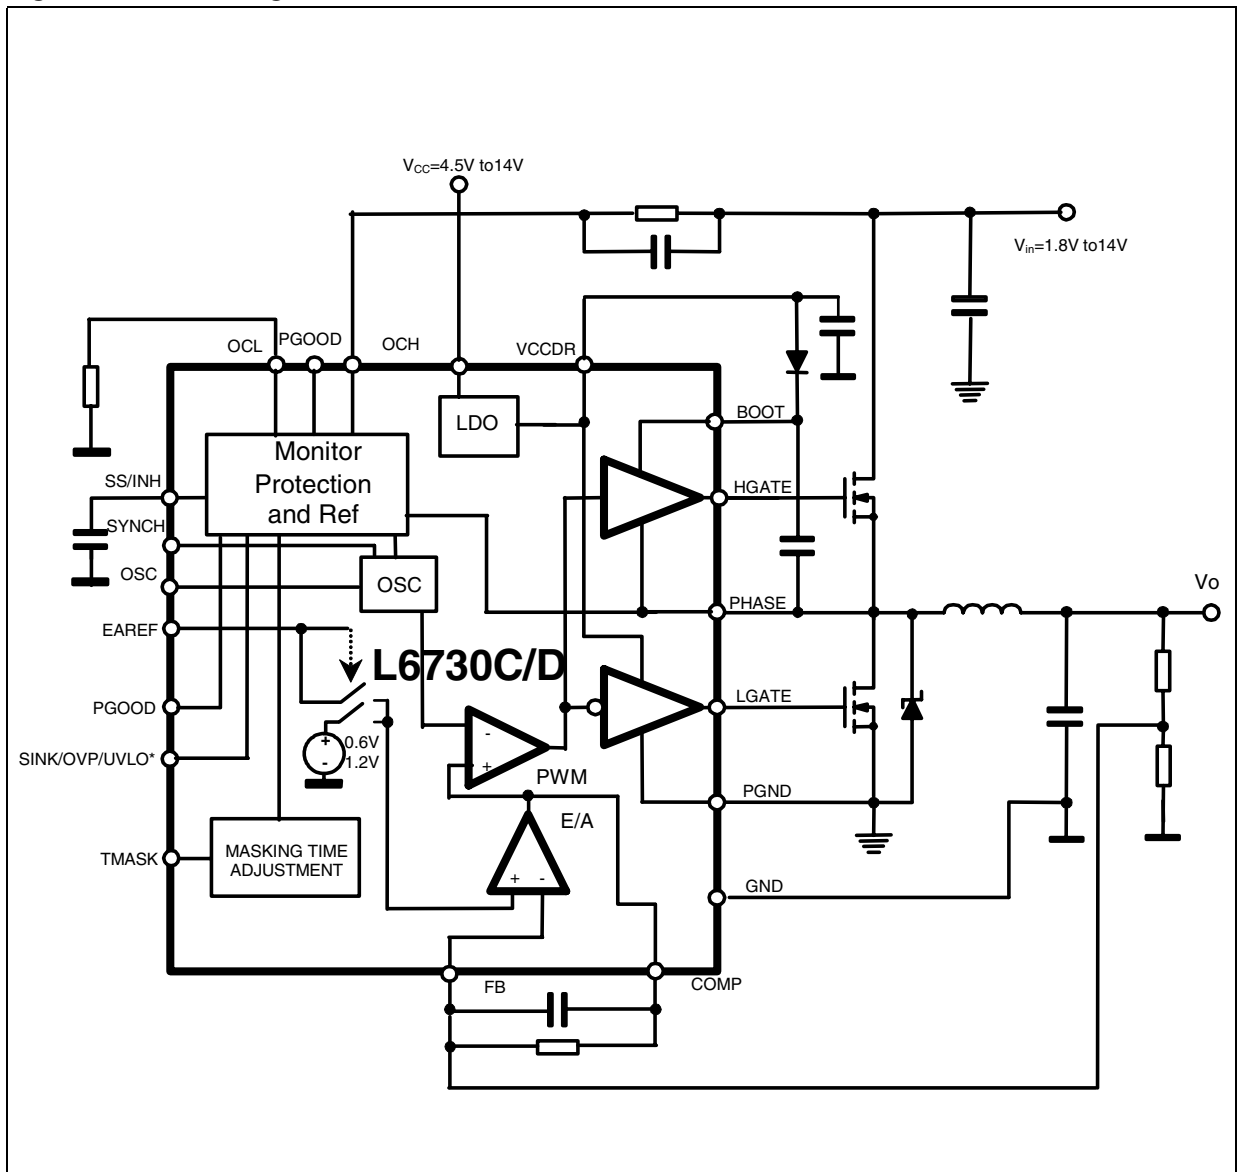 V_CC=4.5V to14V
V_in=1.8V to14V
OCL
PGOOD
OCH
VCCDR
LDO
BOOT
Monitor
Protection
and Ref
SS/INH
HGATE
SYNCH
OSC
OSC
Vo
PHASE
EAREF
L6730C/D
PGOOD
LGATE
-
+
0.6V
1.2V
+
-
SINK/OVP/UVLO*
PWM
PGND
E/A
TMASK
MASKING TIME
ADJUSTMENT
+ -
GND
FB
COMP